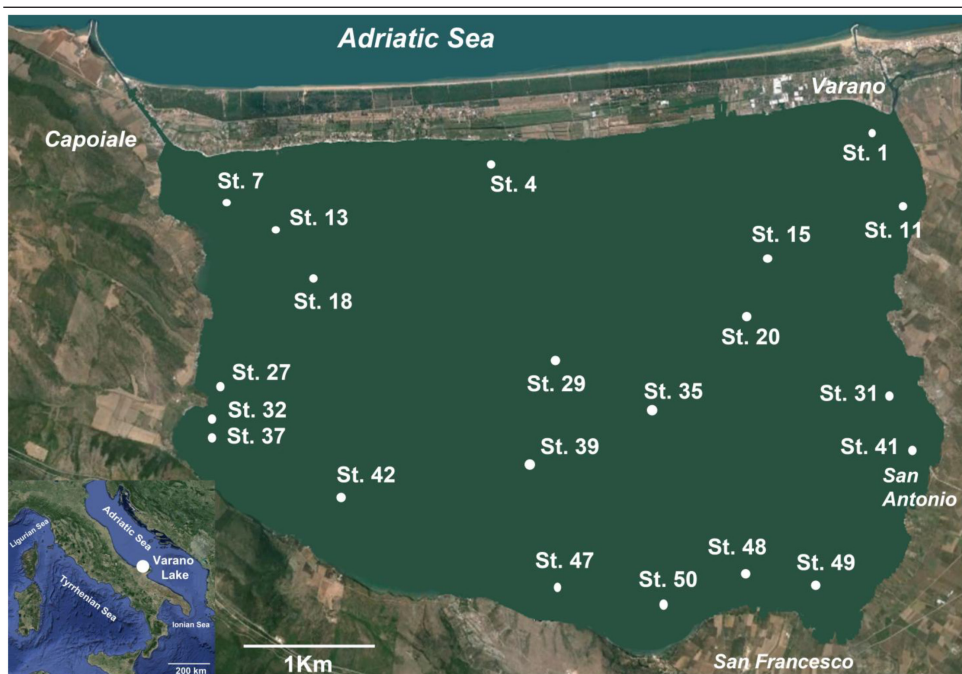 Adriatic Sea
Varano
Capoiale
St. 1
St. 4
St. 7
St. 11
St. 13
St. 15
St. 18
St. 20
St. 27
St. 29
St. 35
St. 31
St. 32
St. 37
St. 39
St. 41
San
Antonio
St. 42
St. 47
St. 48
St. 49
St. 50
San Francesco
1Km
Ligurian Sea
Adriatic Sea
Varano
Lake
Tyrrhenian Sea
Ionian Sea
200 km